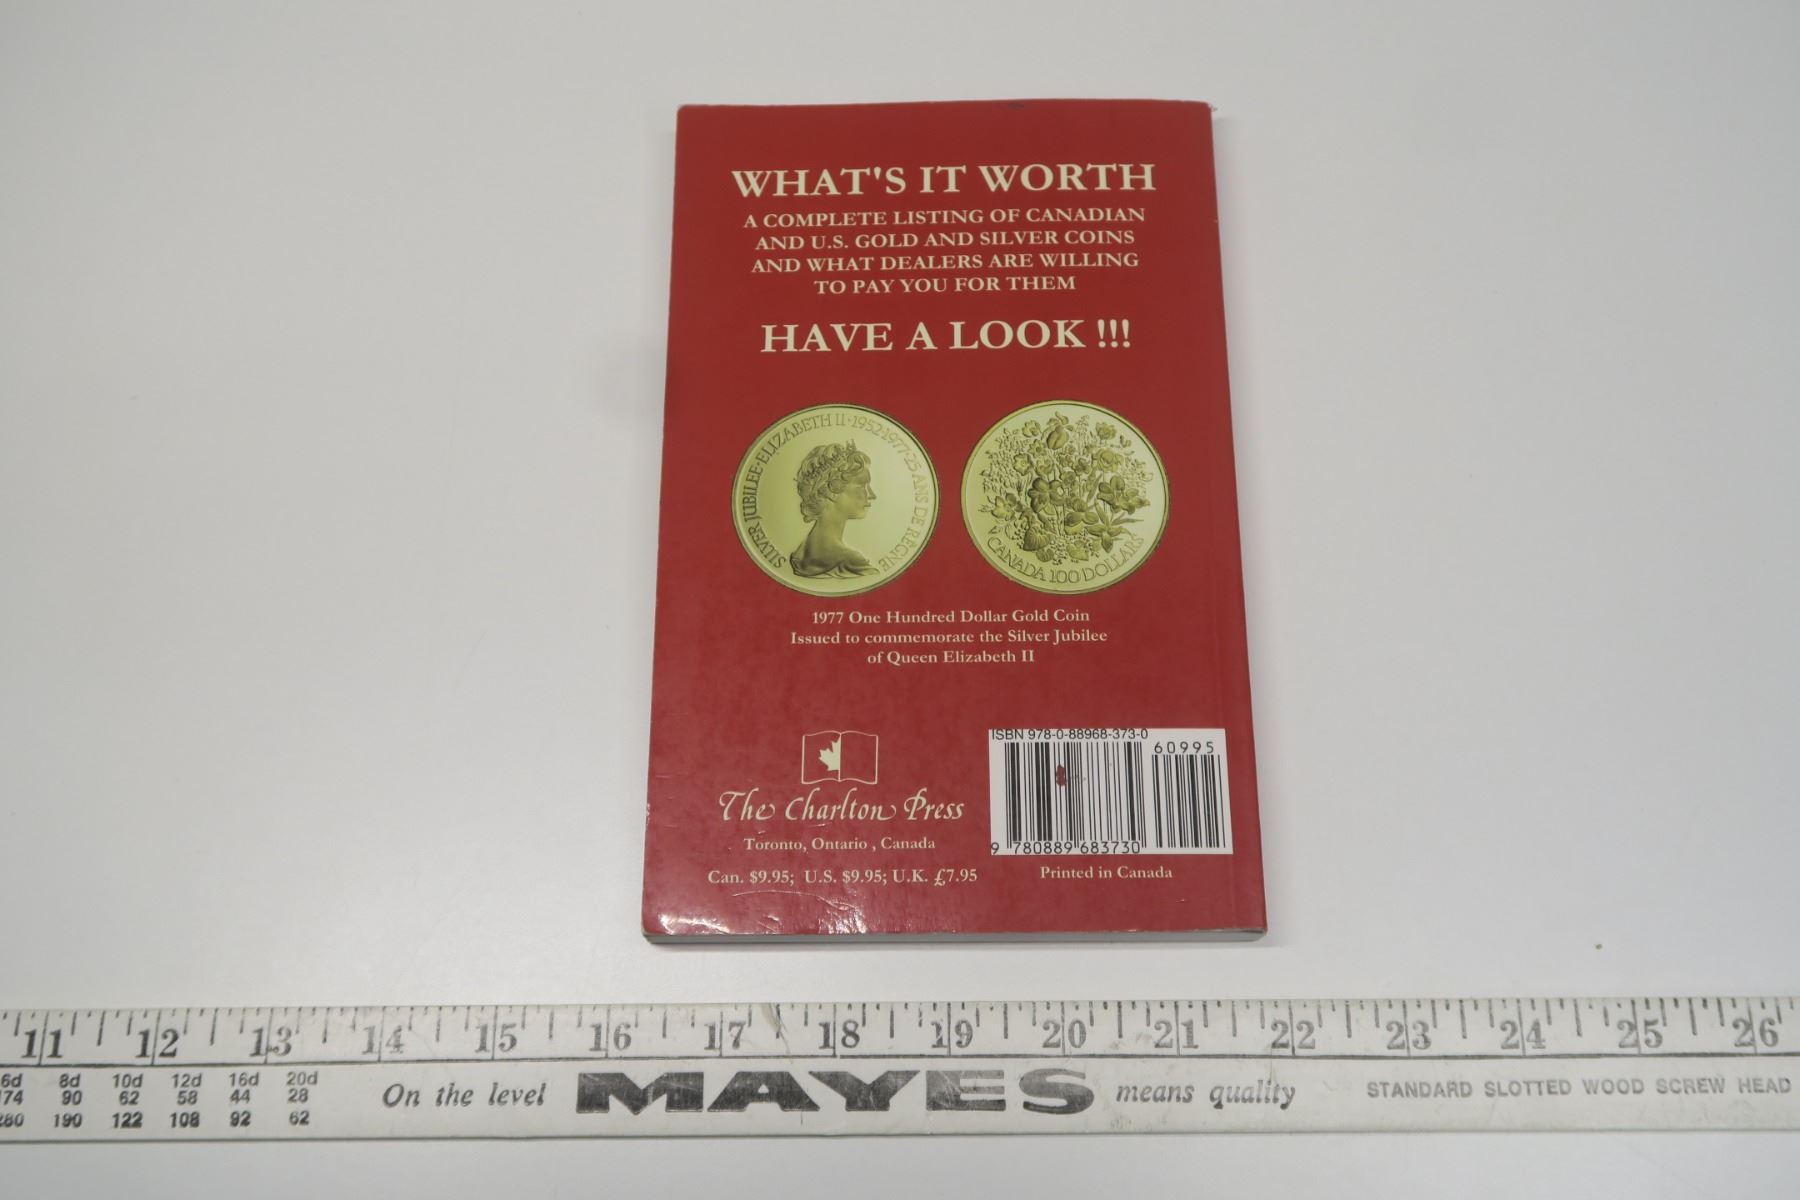 WHAT'S IT WORTH
A COMPLETE LISTING OF CANADIAN
AND U.S. GOLD AND SILVER COINS
AND WHAT DEALERS ARE WILLING
TO PAY YOU FOR THEM
HAVE A LOOK !!!
SILVER JUBILEE·ELIZABETH II·1952·1977·25 ANS DE RÈGNE
CANADA 100 DOLLARS
1977 One Hundred Dollar Gold Coin
Issued to commemorate the Silver Jubilee
of Queen Elizabeth II
The Charlton Press
Toronto, Ontario , Canada
Can. $9.95; U.S. $9.95; U.K. £7.95
ISBN 978-0-88968-373-0
60995
9 780889 683730
Printed in Canada
11 12 13 14 15 16 17 18 19 20 21 22 23 24 25 26
6d 8d 10d 12d 16d 20d
174 90 62 58 44 28
280 190 122 108 92 62
On the level MAYES means quality
STANDARD SLOTTED WOOD SCREW HEAD